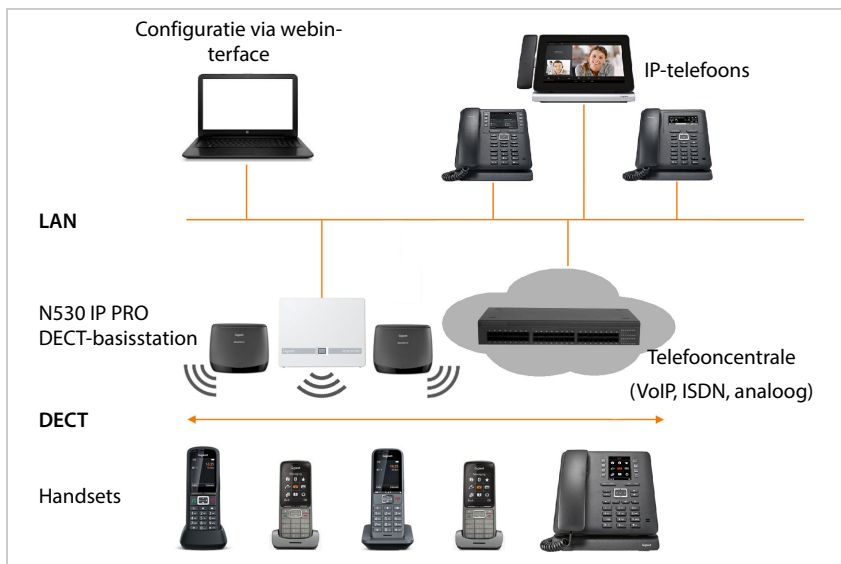 Configuratie via webin-
terface
IP-telefoons
LAN
N530 IP PRO
DECT-basisstation
Telefooncentrale
(VoIP, ISDN, analoog)
DECT
Handsets